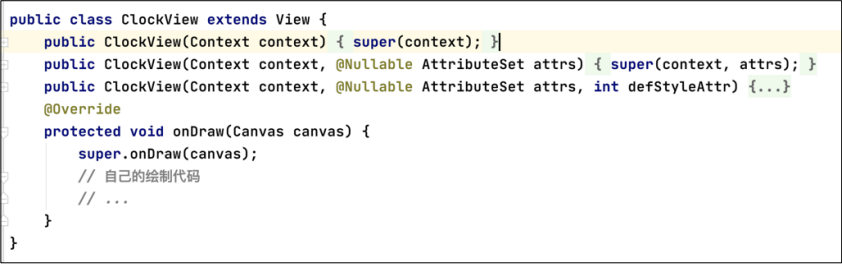 public class ClockView extends View {
public ClockView(Context context) { super(context); }
public ClockView(Context context, @Nullable AttributeSet attrs) { super(context, attrs); }
public ClockView(Context context, @Nullable AttributeSet attrs, int defStyleAttr) {...}
@Override
protected void onDraw(Canvas canvas) {
super.onDraw(canvas);
// 自己的绘制代码
// ...
}
}